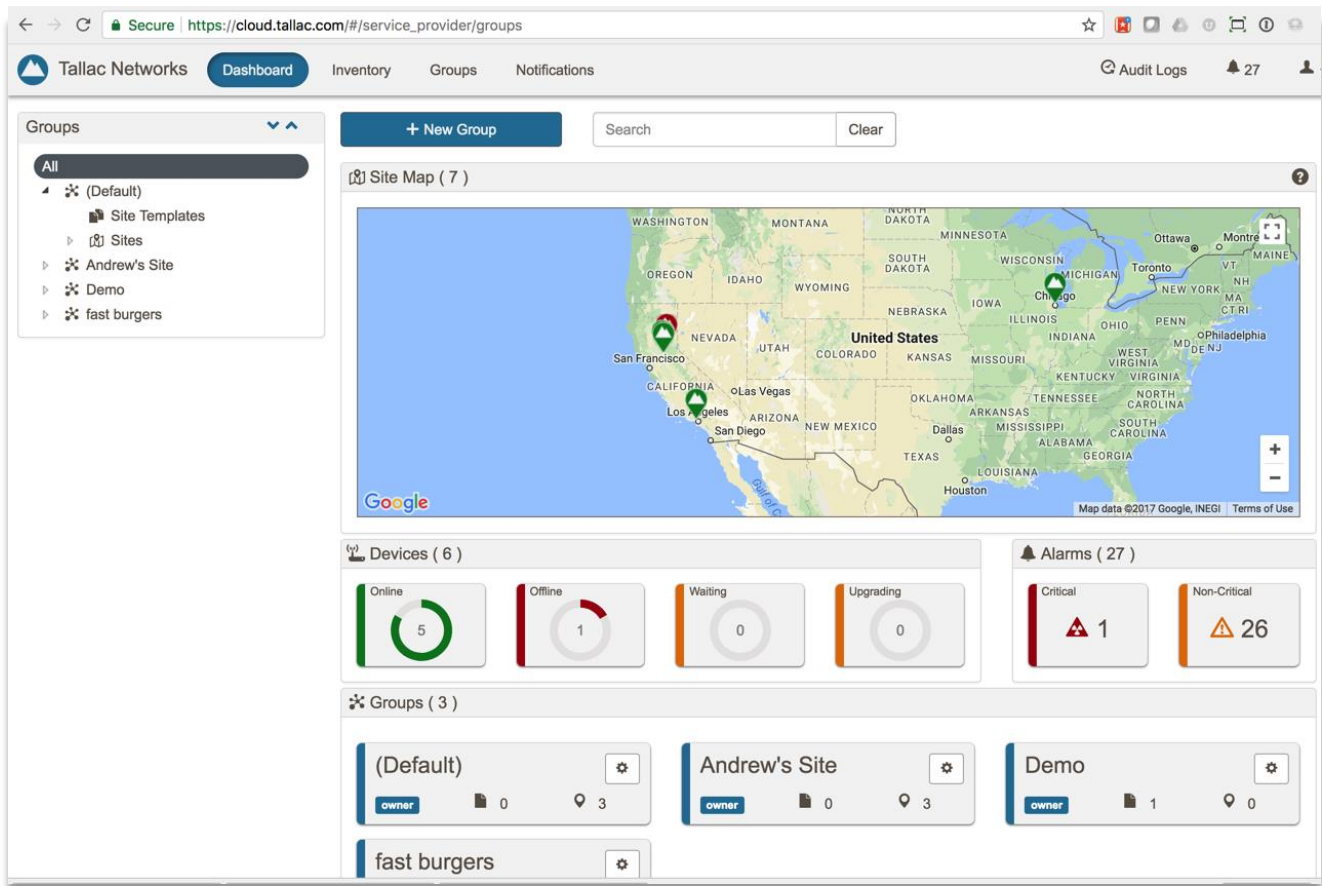 Secure https://cloud.tallac.com/#/service_provider/groups
Tallac Networks Dashboard Inventory Groups Notifications Audit Logs 27
Groups
+ New Group
Search
Clear
All
(Default)
Site Templates
Sites
Andrew's Site
Demo
fast burgers
Site Map ( 7 )
WASHINGTON
MONTANA
NORTH DAKOTA
MINNESOTA
Ottawa
OREGON
IDAHO
WYOMING
SOUTH DAKOTA
WISCONSIN
MICHIGAN
Toronto
VT
MAINE
NH
NEW YORK
MA
CT RI
NEBRASKA
IOWA
ILLINOIS
INDIANA
OHIO
PENN
Philadelphia
MD
DE
NJ
NEVADA
UTAH
COLORADO
United States
KANSAS
MISSOURI
WEST VIRGINIA
KENTUCKY
VIRGINIA
San Francisco
CALIFORNIA
Las Vegas
ARIZONA
NEW MEXICO
OKLAHOMA
ARKANSAS
TENNESSEE
NORTH CAROLINA
San Diego
Dallas
MISSISSIPPI
ALABAMA
SOUTH CAROLINA
TEXAS
GEORGIA
LOUISIANA
Houston
Google
Map data ©2017 Google, INEGI Terms of Use
Devices ( 6 )
Online
5
Offline
1
Waiting
0
Upgrading
0
Alarms ( 27 )
Critical
1
Non-Critical
26
Groups ( 3 )
(Default)
owner 0 3
Andrew's Site
owner 0 3
Demo
owner 1 0
fast burgers